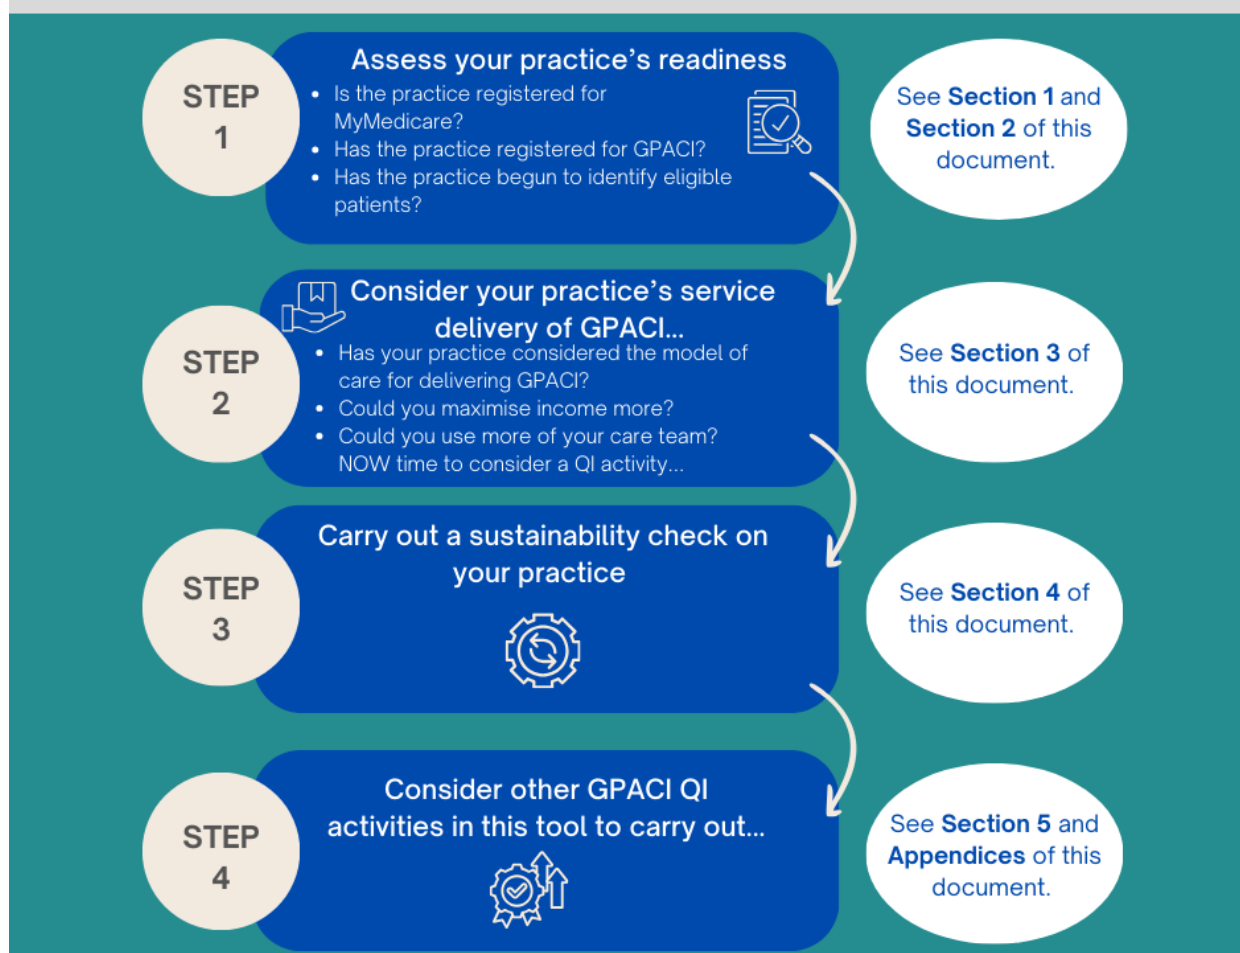 STEP
1
Assess your practice's readiness
• Is the practice registered for
MyMedicare?
• Has the practice registered for GPACI?
• Has the practice begun to identify eligible
patients?
See Section 1 and
Section 2 of this
document.
STEP
2
Consider your practice's service
delivery of GPACI...
• Has your practice considered the model of
care for delivering GPACI?
• Could you maximise income more?
• Could you use more of your care team?
NOW time to consider a QI activity...
See Section 3 of
this document.
STEP
3
Carry out a sustainability check on
your practice
See Section 4 of
this document.
STEP
4
Consider other GPACI QI
activities in this tool to carry out...
See Section 5 and
Appendices of this
document.